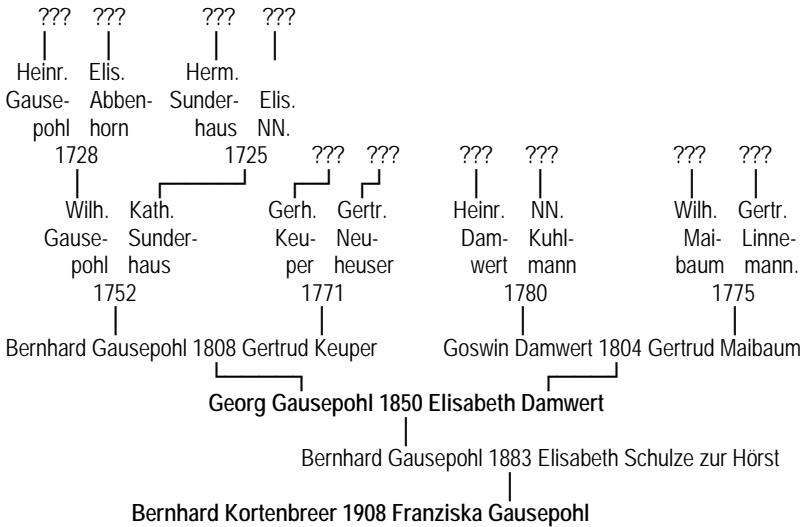 ??? ??? ??? ???
Heinr. Elis. Herm.
Gause- Abben- Sunder- Elis.
pohl horn haus NN.
1728 1725 ??? ??? ??? ??? ??? ???
Wilh. Kath. Gerh. Gertr. Heinr. NN. Wilh. Gertr.
Gause- Sunder- Keu- Neu- Dam- Kuhl- Mai- Linne-
pohl haus per heuser wert mann baum mann.
1752 1771 1780 1775
Bernhard Gausepohl 1808 Gertrud Keuper Goswin Damwert 1804 Gertrud Maibaum
Georg Gausepohl 1850 Elisabeth Damwert
Bernhard Gausepohl 1883 Elisabeth Schulze zur Hörst
Bernhard Kortenbreer 1908 Franziska Gausepohl